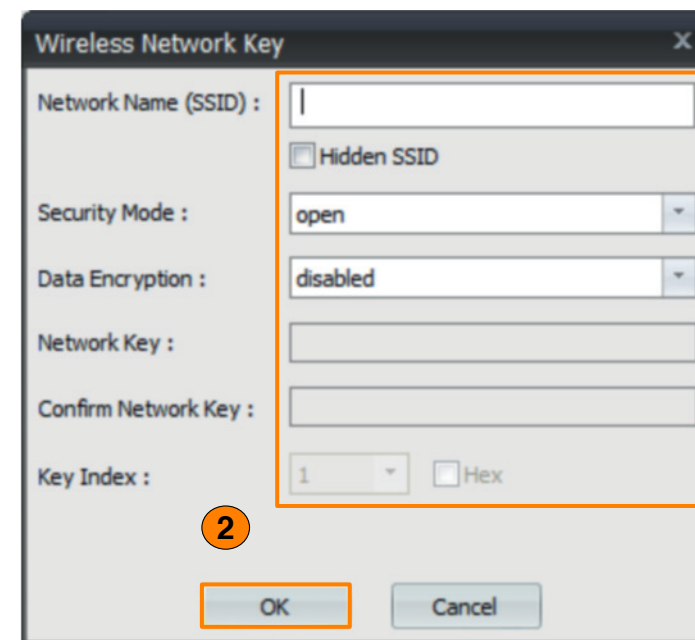 Wireless Network Key x
Network Name (SSID) :
Hidden SSID
Security Mode : open
Data Encryption : disabled
Network Key :
Confirm Network Key :
Key Index : 1 Hex
2
OK Cancel